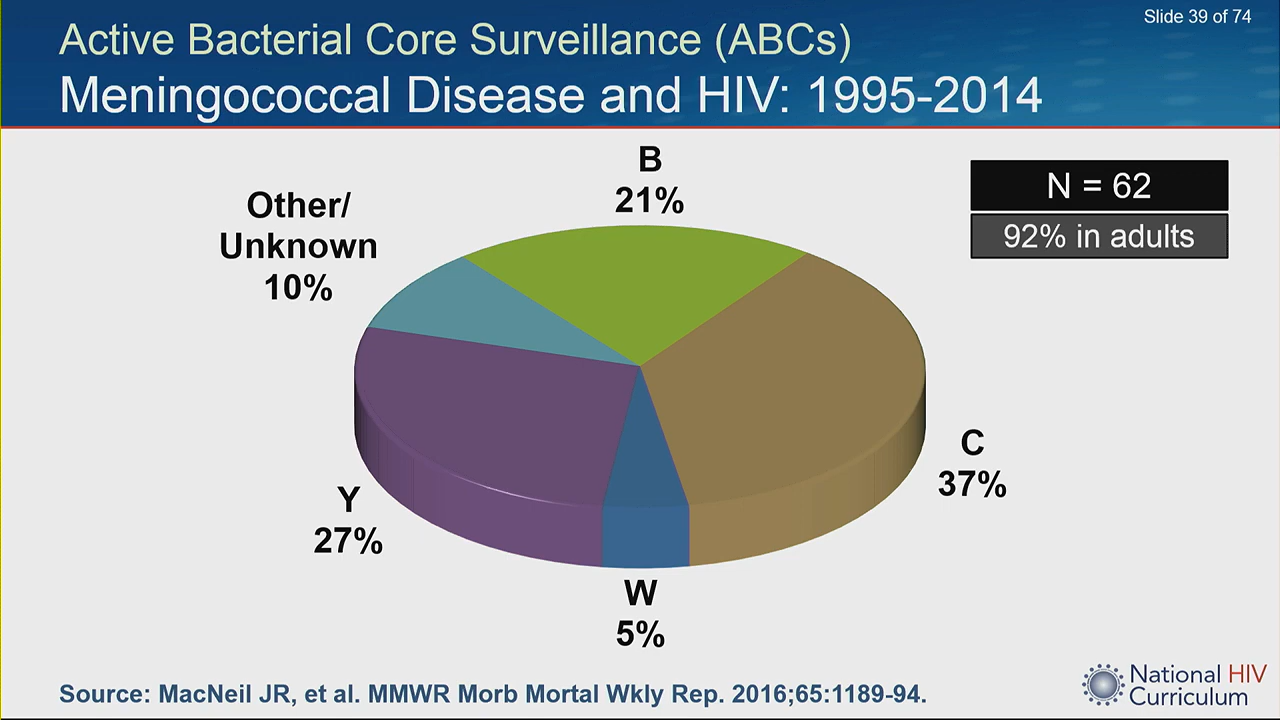 Slide 39 of 74
Active Bacterial Core Surveillance (ABCs)
Meningococcal Disease and HIV: 1995-2014
N = 62
92% in adults
B
21%
Other/
Unknown
10%
C
37%
Y
27%
W
5%
Source: MacNeil JR, et al. MMWR Morb Mortal Wkly Rep. 2016;65:1189-94.
National HIV
Curriculum